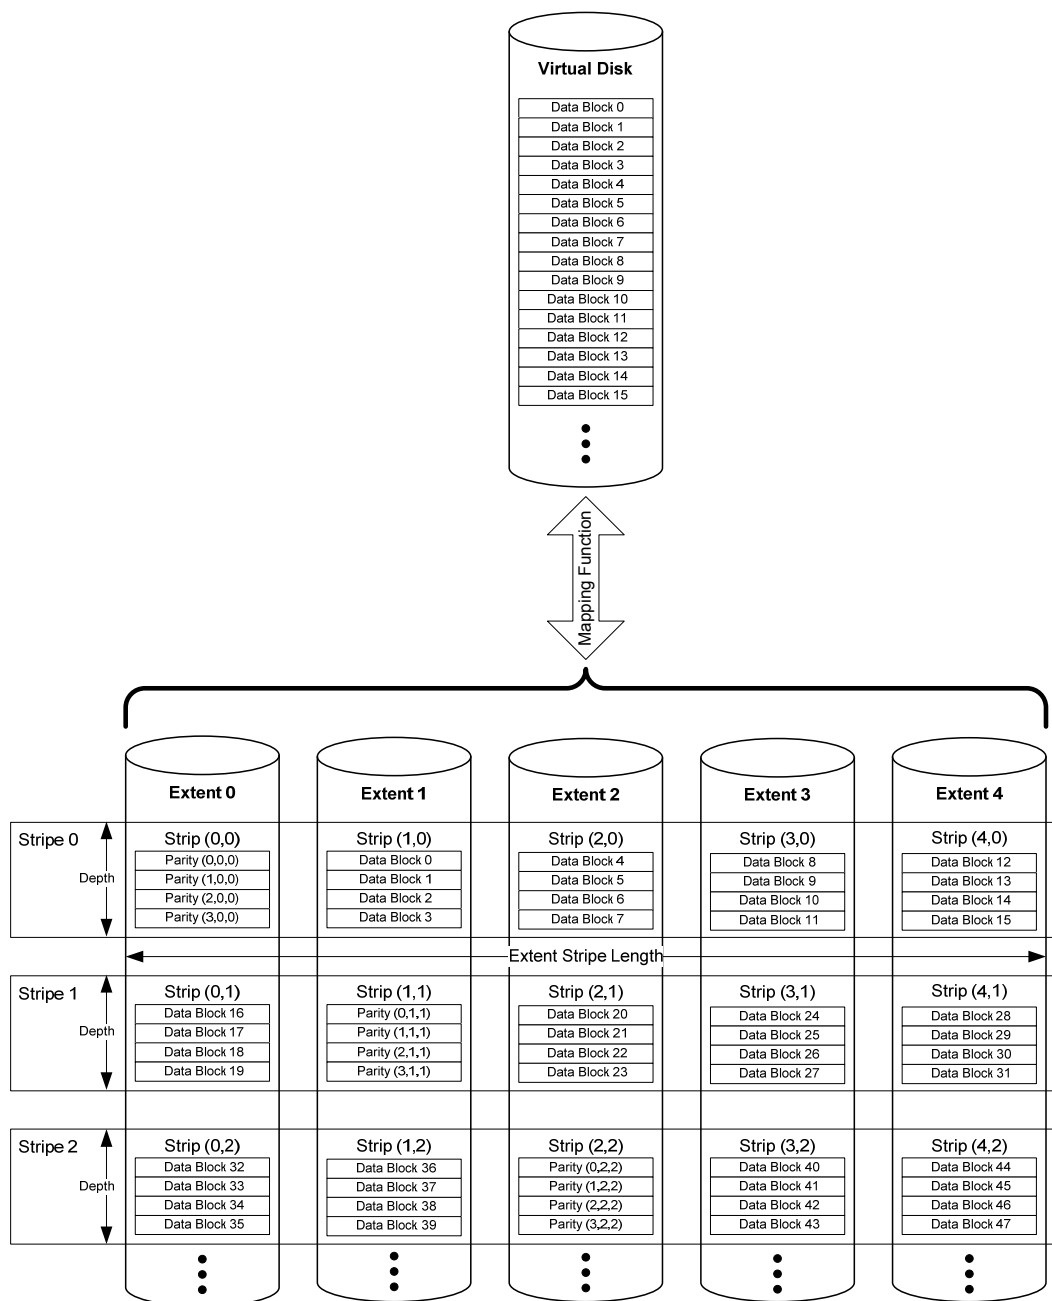 Virtual Disk
Data Block 0
Data Block 1
Data Block 2
Data Block 3
Data Block 4
Data Block 5
Data Block 6
Data Block 7
Data Block 8
Data Block 9
Data Block 10
Data Block 11
Data Block 12
Data Block 13
Data Block 14
Data Block 15
Mapping Function
Extent 0
Extent 1
Extent 2
Extent 3
Extent 4
Stripe 0
Depth
Strip (0,0)
Parity (0,0,0)
Parity (1,0,0)
Parity (2,0,0)
Parity (3,0,0)
Strip (1,0)
Data Block 0
Data Block 1
Data Block 2
Data Block 3
Strip (2,0)
Data Block 4
Data Block 5
Data Block 6
Data Block 7
Strip (3,0)
Data Block 8
Data Block 9
Data Block 10
Data Block 11
Strip (4,0)
Data Block 12
Data Block 13
Data Block 14
Data Block 15
Extent Stripe Length
Stripe 1
Depth
Strip (0,1)
Data Block 16
Data Block 17
Data Block 18
Data Block 19
Strip (1,1)
Parity (0,1,1)
Parity (1,1,1)
Parity (2,1,1)
Parity (3,1,1)
Strip (2,1)
Data Block 20
Data Block 21
Data Block 22
Data Block 23
Strip (3,1)
Data Block 24
Data Block 25
Data Block 26
Data Block 27
Strip (4,1)
Data Block 28
Data Block 29
Data Block 30
Data Block 31
Stripe 2
Depth
Strip (0,2)
Data Block 32
Data Block 33
Data Block 34
Data Block 35
Strip (1,2)
Data Block 36
Data Block 37
Data Block 38
Data Block 39
Strip (2,2)
Parity (0,2,2)
Parity (1,2,2)
Parity (2,2,2)
Parity (3,2,2)
Strip (3,2)
Data Block 40
Data Block 41
Data Block 42
Data Block 43
Strip (4,2)
Data Block 44
Data Block 45
Data Block 46
Data Block 47